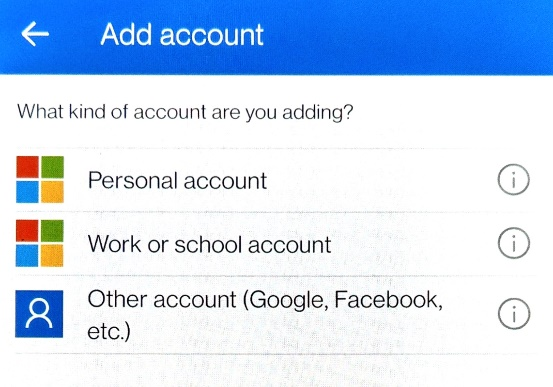 Add account
What kind of account are you adding?
Personal account
Work or school account
Other account (Google, Facebook,
etc.)